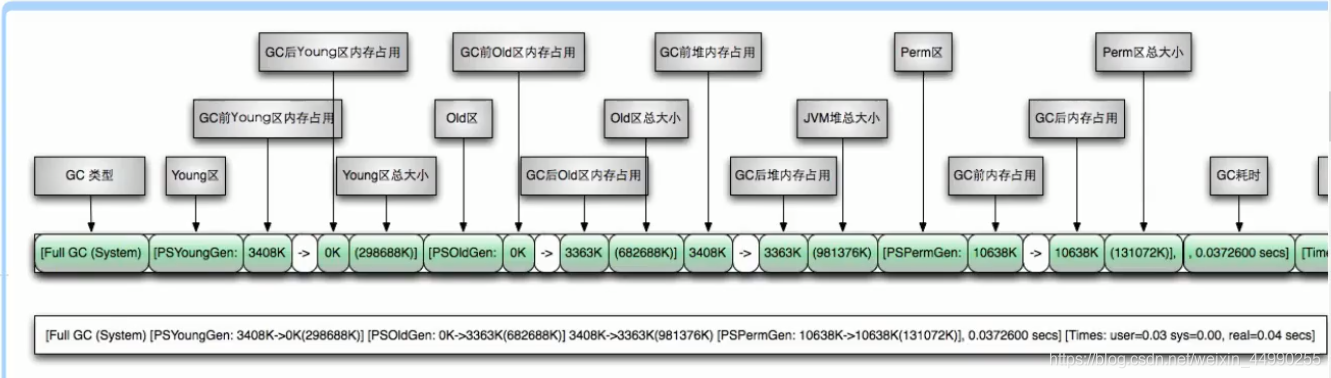 GC后Young区内存占用
GC前Old区内存占用
GC前堆内存占用
Perm区
Perm区总大小
GC前Young区内存占用
Old区
Old区总大小
JVM堆总大小
GC后内存占用
GC 类型
Young区
Young区总大小
GC后Old区内存占用
GC后堆内存占用
GC前内存占用
GC耗时
[Full GC (System) [PSYoungGen: 3408K -> 0K (298688K)] [PSOldGen: 0K -> 3363K (682688K)] 3408K -> 3363K (981376K) [PSPermGen: 10638K -> 10638K (131072K)], , 0.0372600 secs] [Tim
[Full GC (System) [PSYoungGen: 3408K->0K(298688K)] [PSOldGen: 0K->3363K(682688K)] 3408K->3363K(981376K) [PSPermGen: 10638K->10638K(131072K)], 0.0372600 secs] [Times: user=0.03 sys=0.00, real=0.04 secs]
https://blog.csdn.net/weixin_44990255